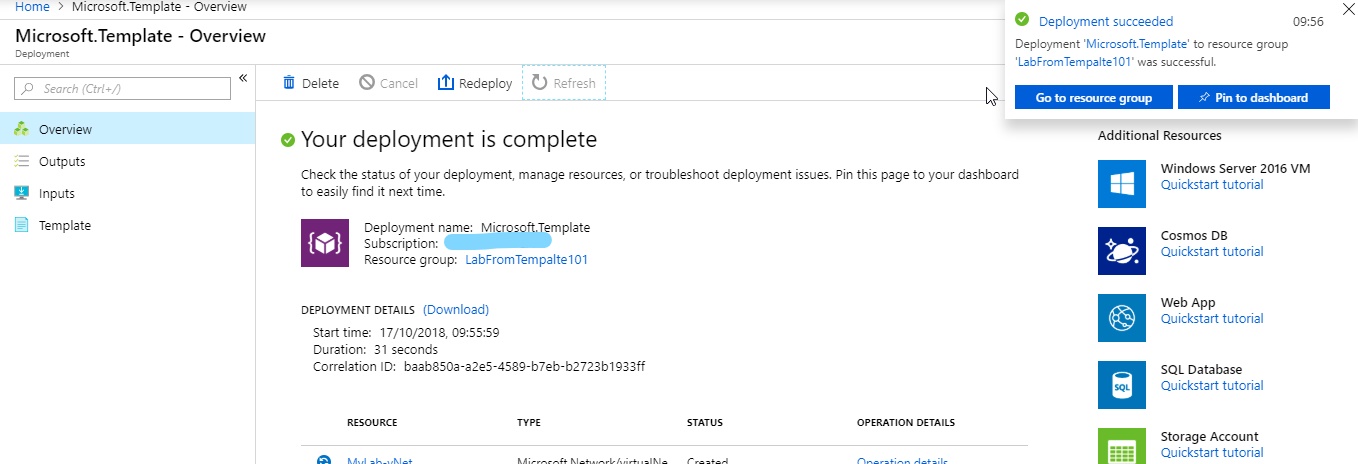 Home > Microsoft.Template - Overview
Microsoft.Template - Overview
Deployment
Search (Ctrl+/)
«
Overview
Outputs
Inputs
Template
Delete
Cancel
Redeploy
Refresh
Your deployment is complete
Check the status of your deployment, manage resources, or troubleshoot deployment issues. Pin this page to your dashboard
to easily find it next time.
Deployment name: Microsoft.Template
Subscription:
Resource group: LabFromTempalte101
DEPLOYMENT DETAILS (Download)
Start time: 17/10/2018, 09:55:59
Duration: 31 seconds
Correlation ID: baab850a-a2e5-4589-b7eb-b2723b1933ff
RESOURCE TYPE STATUS OPERATION DETAILS
MyLab-vNet Microsoft.Network/virtualNe... Created Operation details
Deployment succeeded 09:56
Deployment 'Microsoft.Template' to resource group
'LabFromTempalte101' was successful.
Go to resource group
Pin to dashboard
Additional Resources
Windows Server 2016 VM
Quickstart tutorial
Cosmos DB
Quickstart tutorial
Web App
Quickstart tutorial
SQL
SQL Database
Quickstart tutorial
Storage Account
Quickstart tutorial